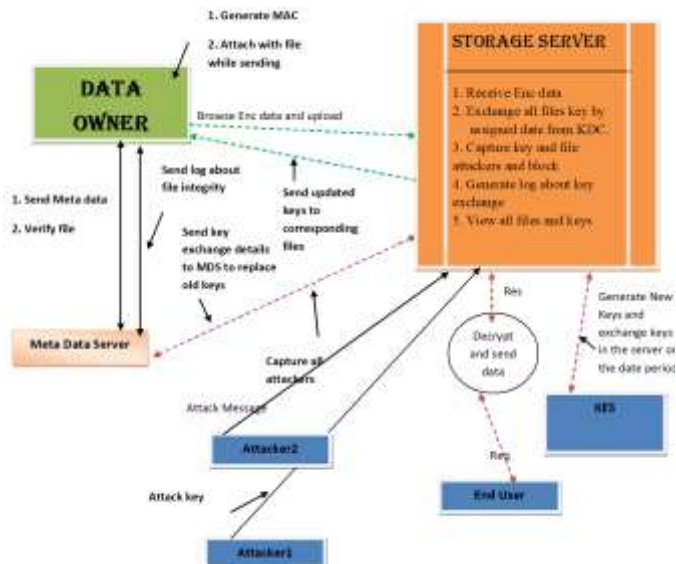 1. Generate MAC
2. Attach with file
while sending
DATA
OWNER
STORAGE SERVER
1. Receive Enc data
2. Exchange all files key by
assigned date from KDC.
3. Capture key and file
attackers and block
4. Generate log about key
exchange
5. View all files and keys
Browse Enc data and upload
Send log about
file integrity
1. Send Meta data
2. Verify file
Send updated
keys to
corresponding
files
Send key
exchange details
to MDS to replace
old keys
Meta Data Server
Capture all
attackers
Res
Decrypt
and send
data
Generate New
Keys and
exchange keys
in the server on
the date period
Attack Message
Attacker2
KES
Req
Attack key
End User
Attacker1